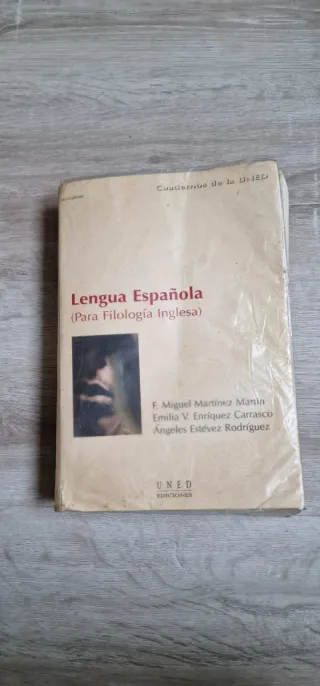 Cuadernos de la UNED
Lengua Española
(Para Filología Inglesa)
F. Miguel Martínez Martín
Emilia V. Enríquez Carrasco
Ángeles Estévez Rodríguez
UNED
EDICIONES